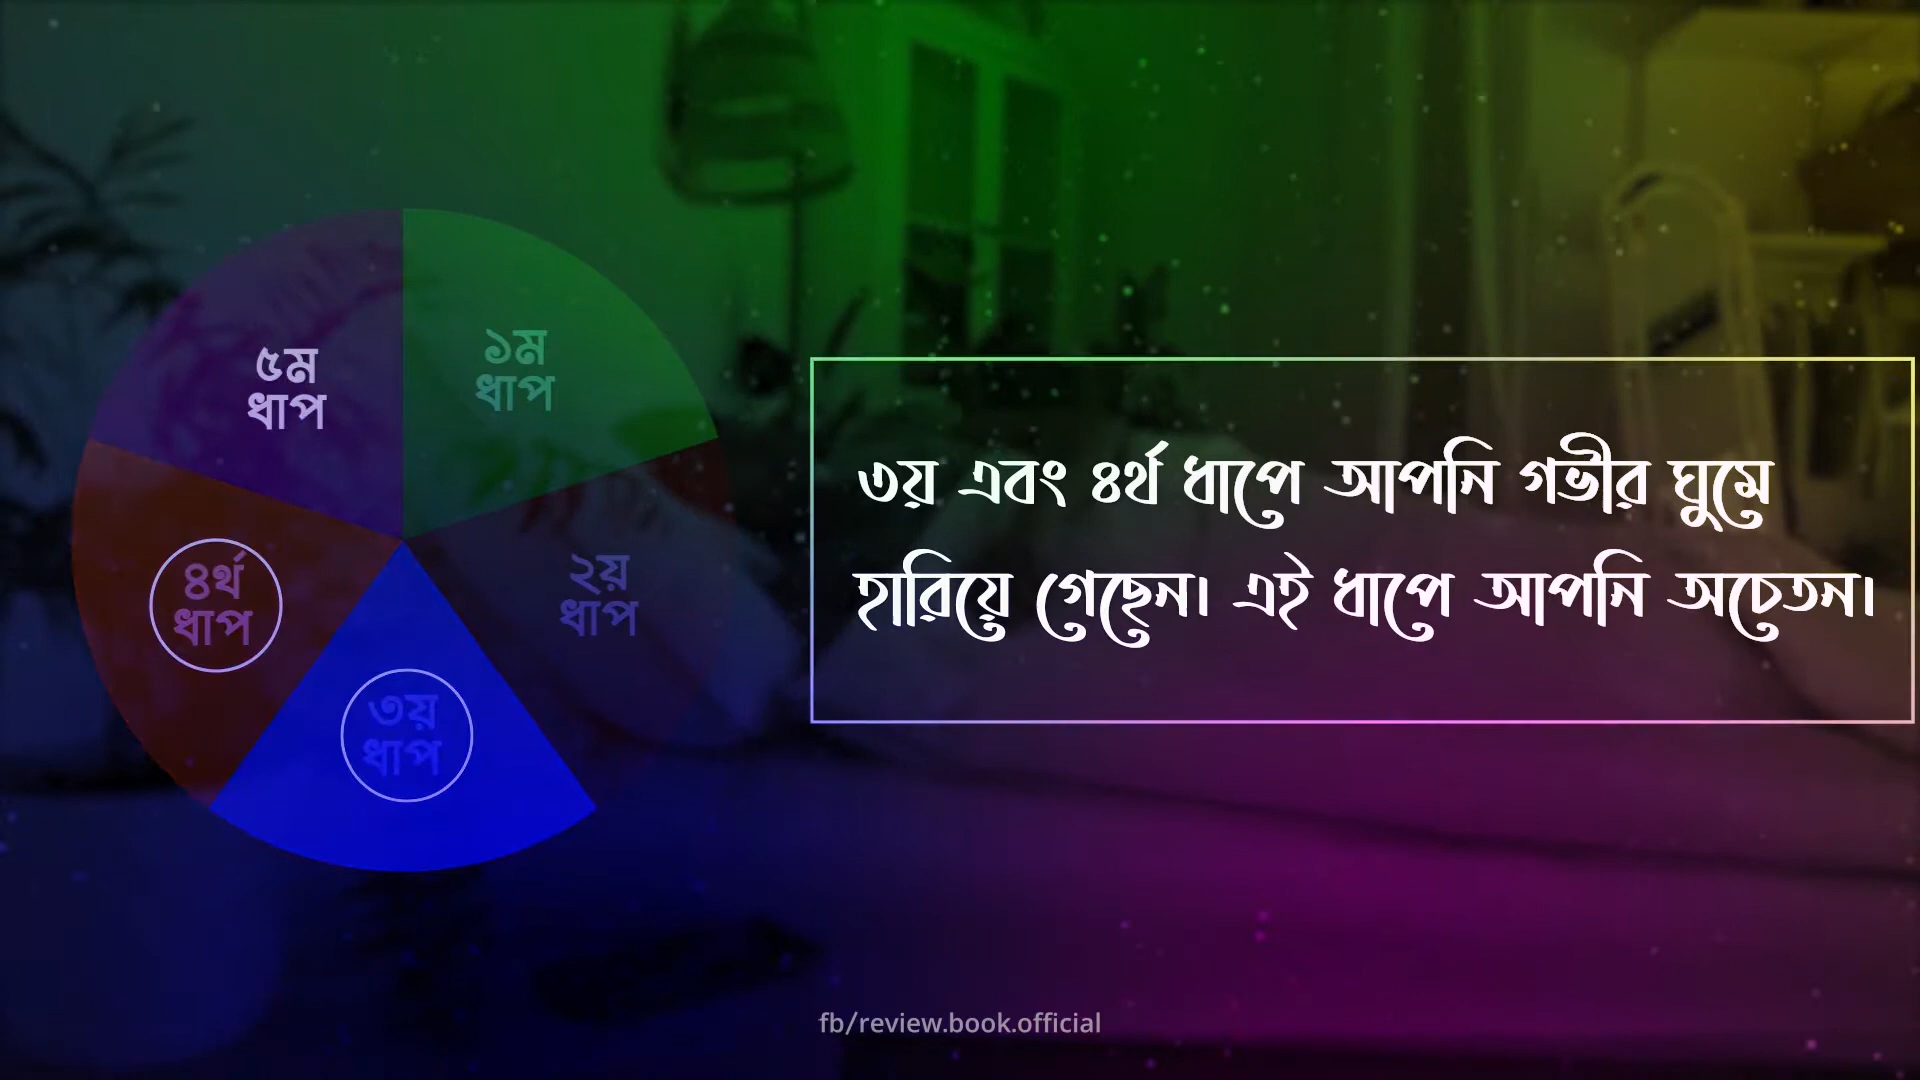 ৫ম
ধাপ
১ম
ধাপ
৪র্থ
ধাপ
২য়
ধাপ
৩য়
ধাপ
৩য় এবং ৪র্থ ধাপে আপনি গভীর ঘুমে
হারিয়ে গেছেন। এই ধাপে আপনি অচেতন।
fb/review.book.official